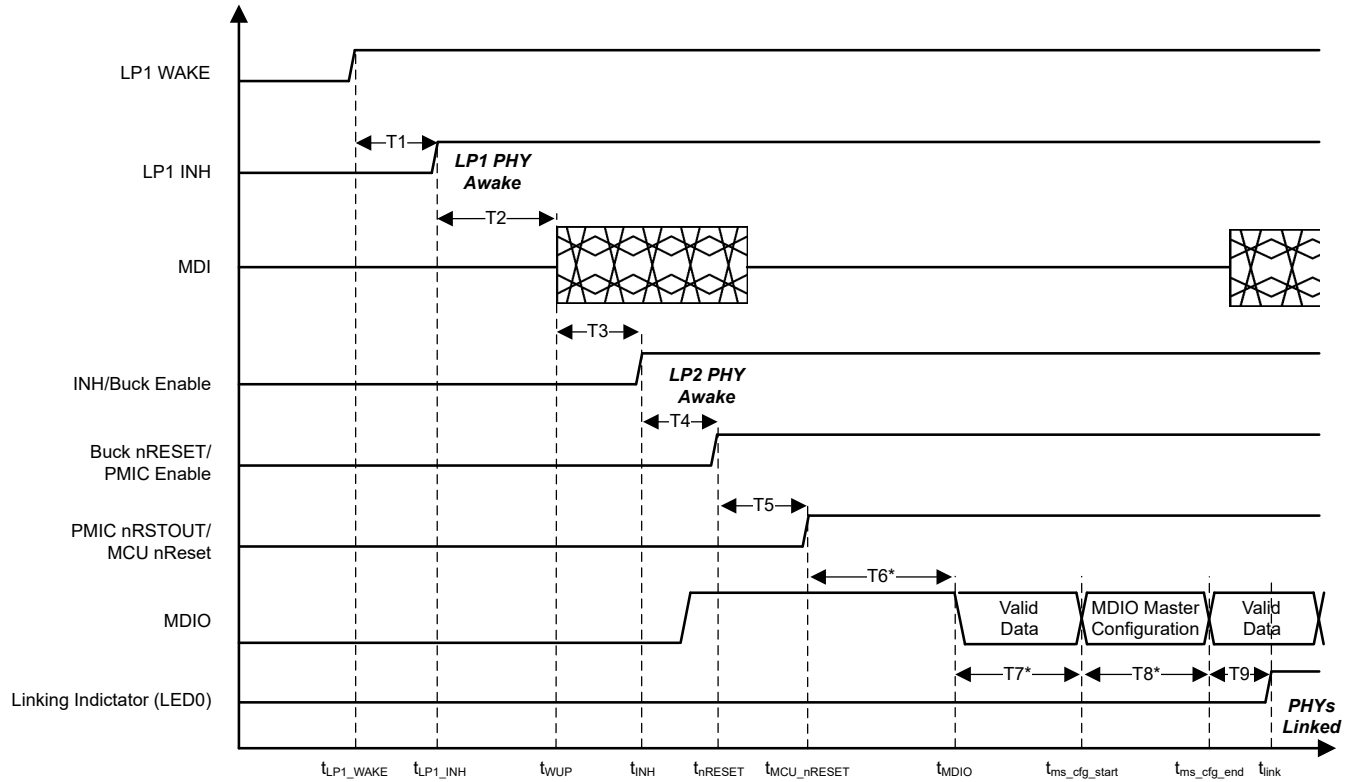 LP1 WAKE
T1
LP1 INH
LP1 PHY
Awake
T2
MDI
T3
INH/Buck Enable
LP2 PHY
Awake
T4
Buck nRESET/
PMIC Enable
T5
PMIC nRSTOUT/
MCU nReset
T6*
MDIO
Valid
Data
MDIO Master
Configuration
Valid
Data
T7*
T8*
T9
Linking Indictator (LED0)
PHYs
Linked
tLP1_WAKE
tLP1_INH
tWUP
tINH
tnRESET
tMCU_nRESET
tMDIO
tms_cfg_start
tms_cfg_end
tlink